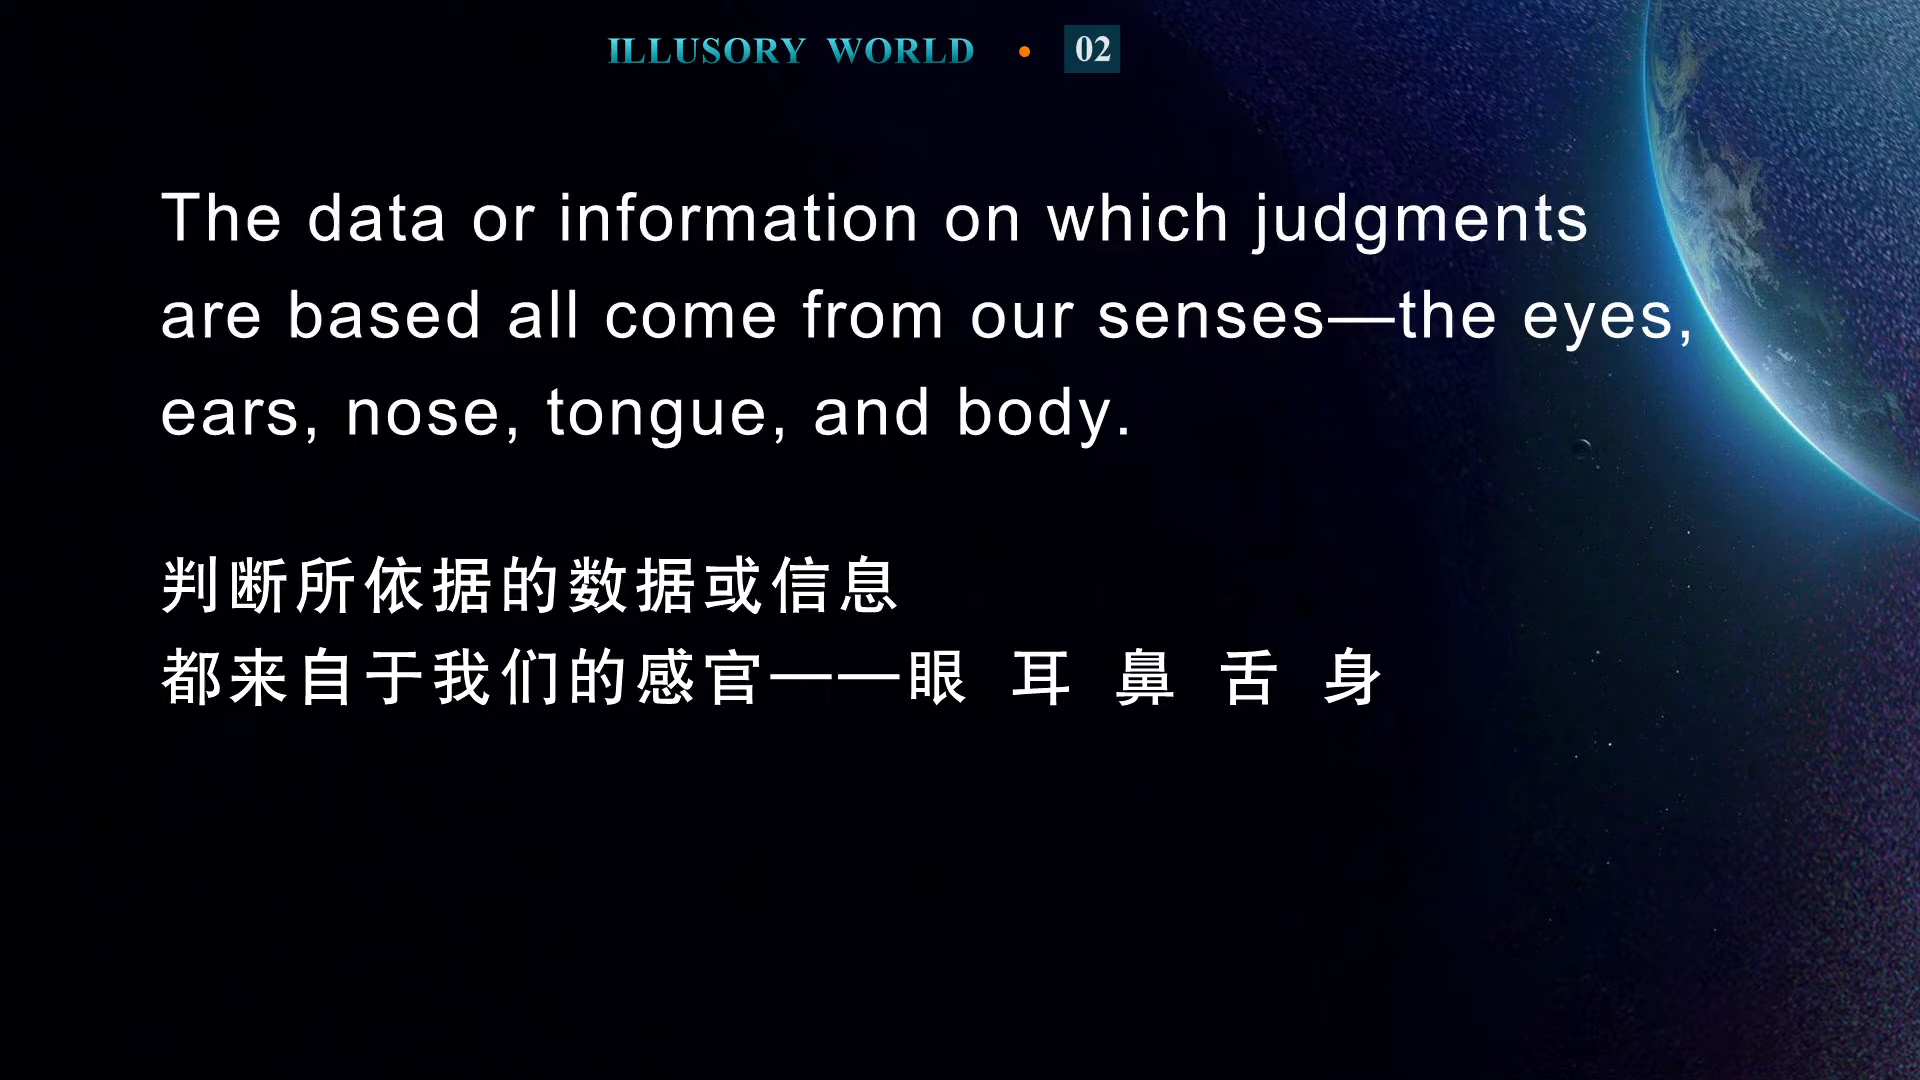 ILLUSORY WORLD • 02
The data or information on which judgments
are based all come from our senses—the eyes,
ears, nose, tongue, and body.
判断所依据的数据或信息
都来自于我们的感官——眼 耳 鼻 舌 身